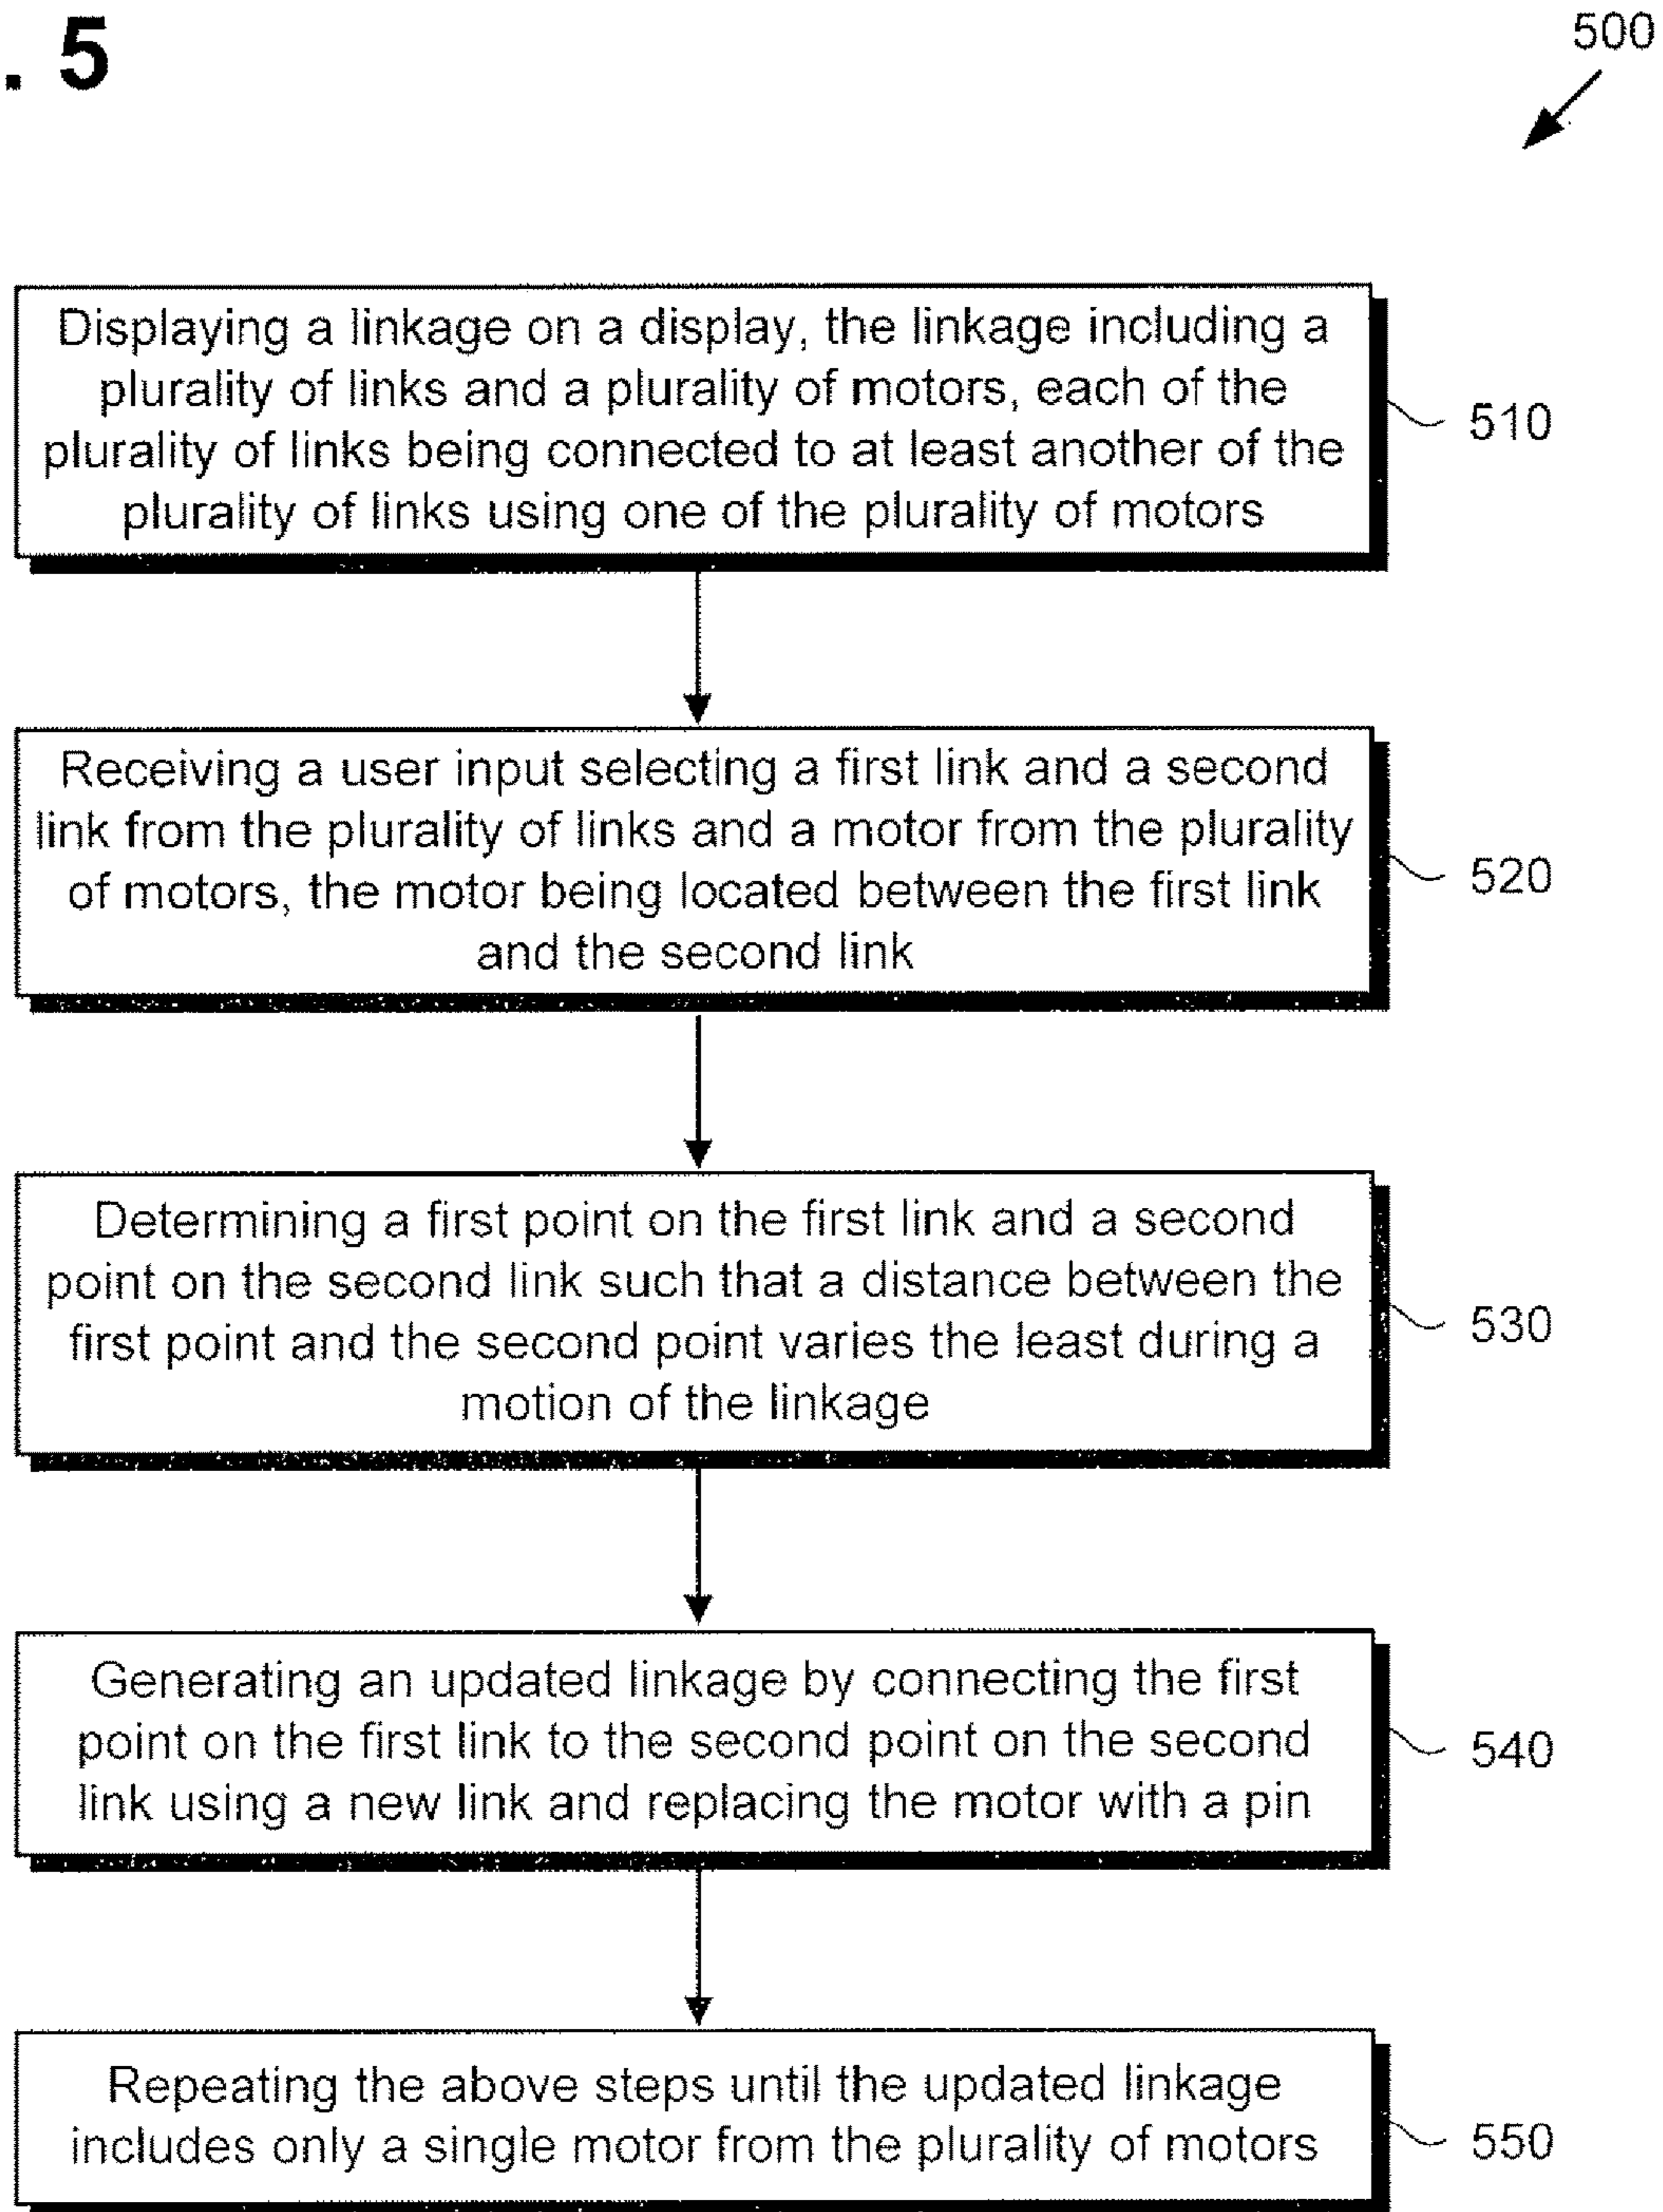 . 5
500
Displaying a linkage on a display, the linkage including a
plurality of links and a plurality of motors, each of the
plurality of links being connected to at least another of the
plurality of links using one of the plurality of motors
510
Receiving a user input selecting a first link and a second
link from the plurality of links and a motor from the plurality
of motors, the motor being located between the first link
and the second link
520
Determining a first point on the first link and a second
point on the second link such that a distance between the
first point and the second point varies the least during a
motion of the linkage
530
Generating an updated linkage by connecting the first
point on the first link to the second point on the second
link using a new link and replacing the motor with a pin
540
Repeating the above steps until the updated linkage
includes only a single motor from the plurality of motors
550